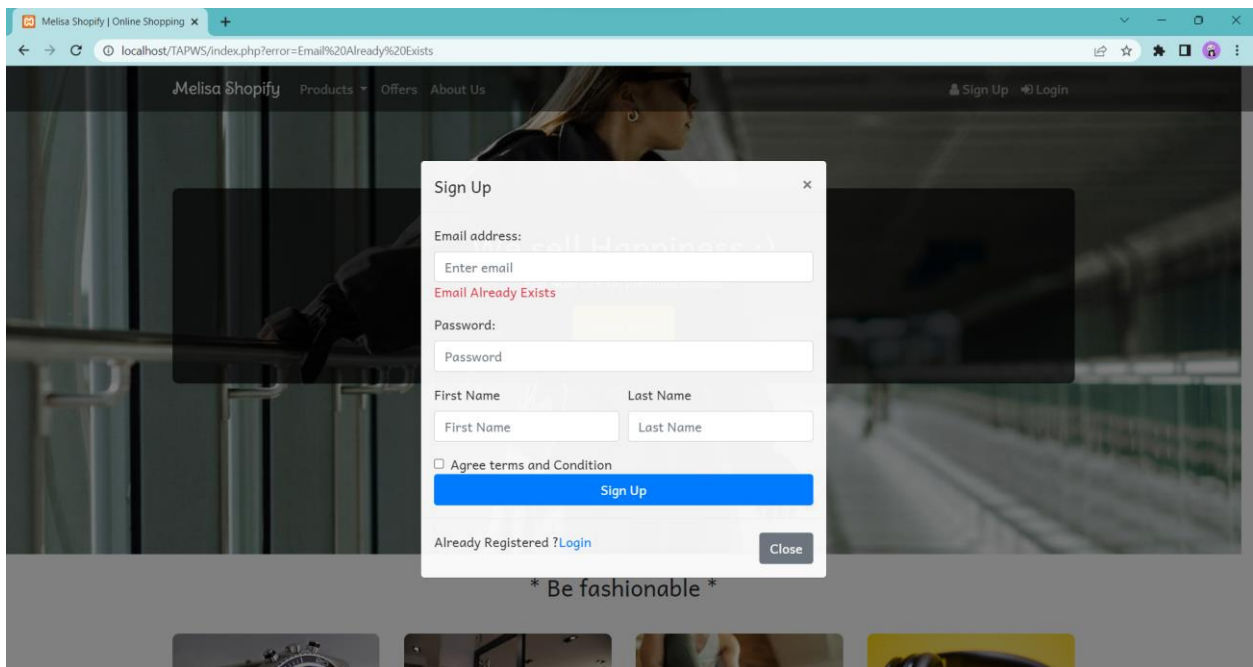 Melisa Shopify | Online Shopping
localhost/TAPWS/index.php?error=Email%20Already%20Exists
Melisa Shopify Products Offers About Us Sign Up Login
Sign Up
Email address:
sell Happiness :)
Enter email
Email Already Exists
Password:
Password
First Name Last Name
First Name Last Name
Agree terms and Condition
Sign Up
Already Registered ?Login
Close
* Be fashionable *